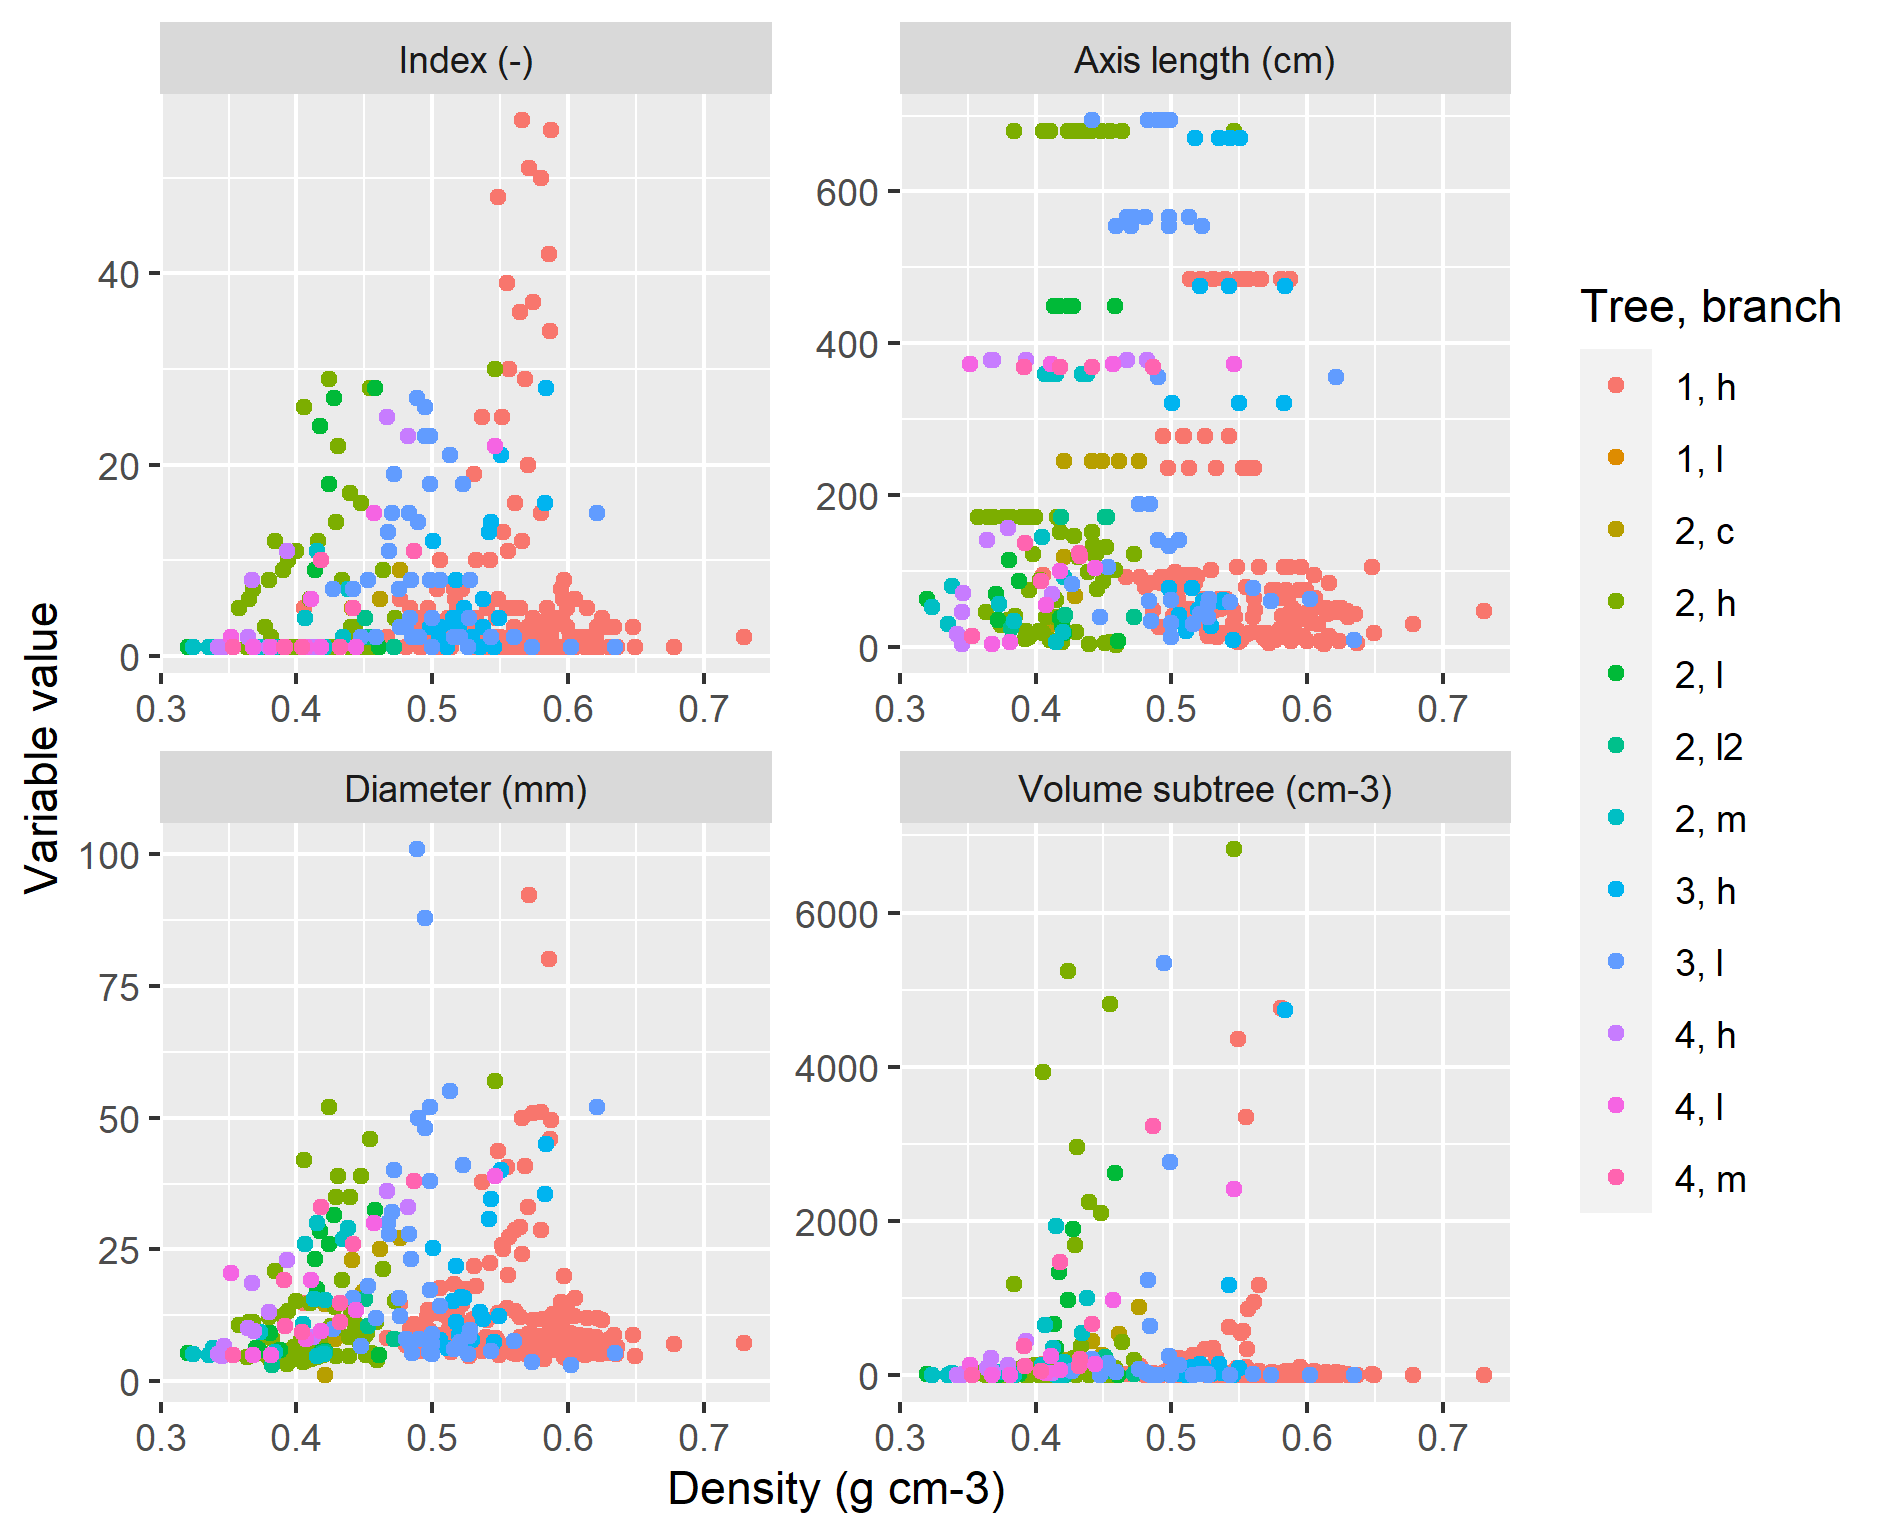 Index (-)
Axis length (cm)
0
20
40
0.3
0.4
0.5
0.6
0.7
0
200
400
600
0.3
0.4
0.5
0.6
0.7
Diameter (mm)
Volume subtree (cm-3)
0
25
50
75
100
0.3
0.4
0.5
0.6
0.7
0
2000
4000
6000
0.3
0.4
0.5
0.6
0.7
Variable value
Density (g cm-3)
Tree, branch
1, h
1, l
2, c
2, h
2, l
2, l2
2, m
3, h
3, l
4, h
4, l
4, m